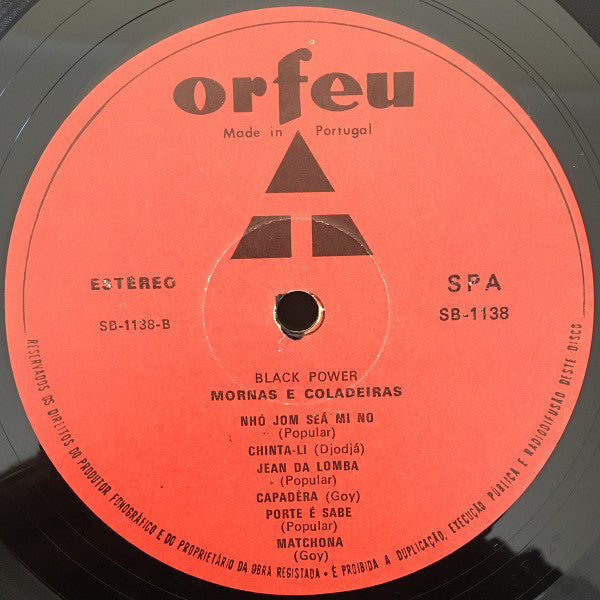 orfeu
Made in Portugal
ESTÉREO
SPA
SB-1138-B
SB-1138
BLACK POWER
MORNAS E COLADEIRAS
NHÓ JOM SEÁ MI NO
(Popular)
CHINTA-LI (Djodjá)
JEAN DA LOMBA
(Popular)
CAPADÈRA (Goy)
PORTE É SABE
(Popular)
MATCHONA
(Goy)
RESERVADOS OS DIREITOS DO PRODUTOR FONOGRÁFICO E DO PROPRIETÁRIO DA OBRA REGISTADA • É PROIBIDA A DUPLICAÇÃO, EXECUÇÃO PÚBLICA E RADIODIFUSÃO DESTE DISCO